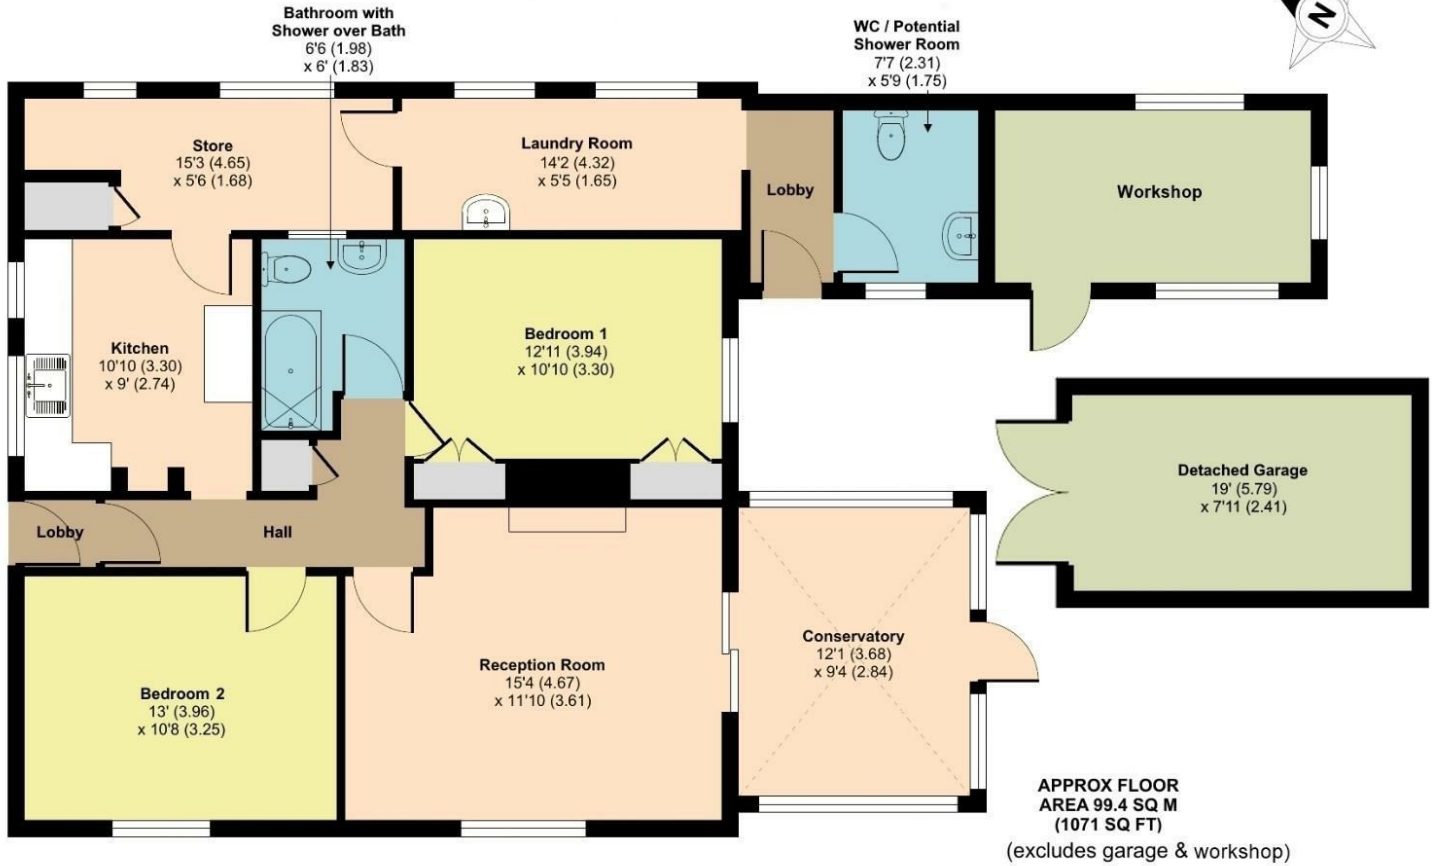 Bathroom with
Shower over Bath
6'6 (1.98)
x 6' (1.83)
WC / Potential
Shower Room
7'7 (2.31)
x 5'9 (1.75)
N
Store
15'3 (4.65)
x 5'6 (1.68)
Laundry Room
14'2 (4.32)
x 5'5 (1.65)
Lobby
Workshop
Kitchen
10'10 (3.30)
x 9' (2.74)
Bedroom 1
12'11 (3.94)
x 10'10 (3.30)
Detached Garage
19' (5.79)
x 7'11 (2.41)
Lobby
Hall
Bedroom 2
13' (3.96)
x 10'8 (3.25)
Reception Room
15'4 (4.67)
x 11'10 (3.61)
Conservatory
12'1 (3.68)
x 9'4 (2.84)
APPROX FLOOR
AREA 99.4 SQ M
(1071 SQ FT)
(excludes garage & workshop)